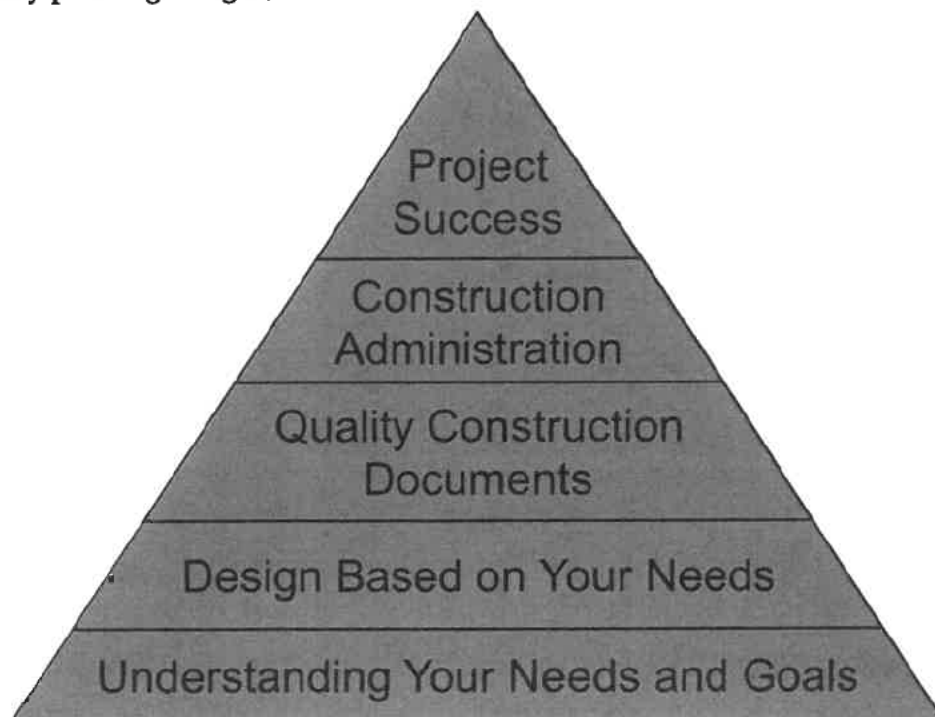 Project
Success
Construction
Administration
Quality Construction
Documents
Design Based on Your Needs
Understanding Your Needs and Goals